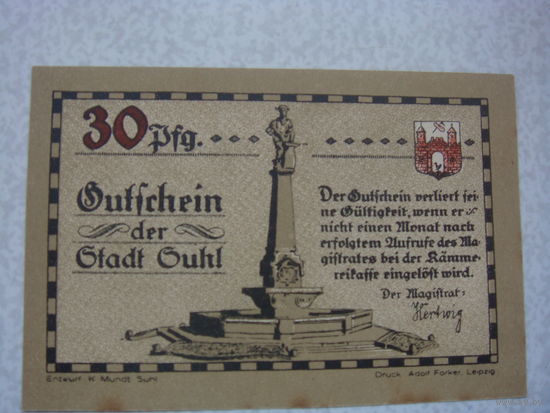 30 Pfg.
Gutschein
der
Stadt Suhl
Der Gutschein verliert sei-
ne Gültigkeit, wenn er
nicht einen Monat nach
erfolgtem Aufrufe des Ma-
gistrates bei der Kämme-
reikasse eingelöst wird.
Der Magistrat:
Hertwig
Entwurf K. Mundt Suhl
Druck Adolf Forker, Leipzig